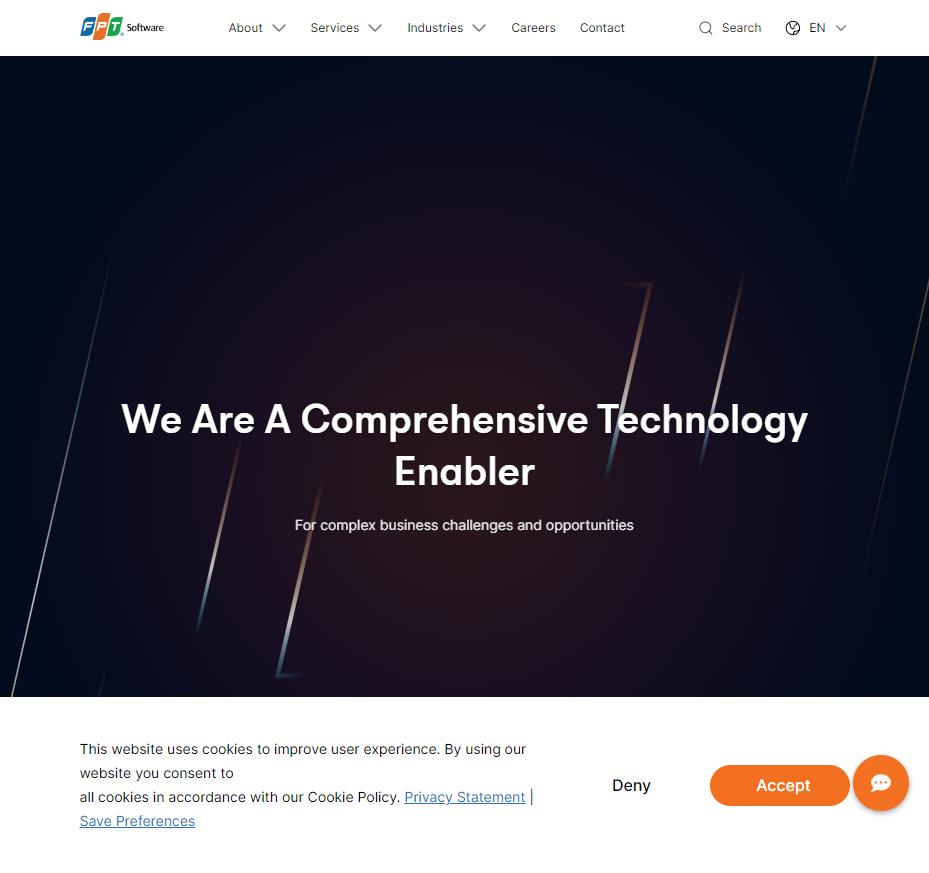 FPT Software
About
Services
Industries
Careers
Contact
Search
EN
We Are A Comprehensive Technology
Enabler
For complex business challenges and opportunities
This website uses cookies to improve user experience. By using our
website you consent to
all cookies in accordance with our Cookie Policy. Privacy Statement |
Save Preferences
Deny
Accept